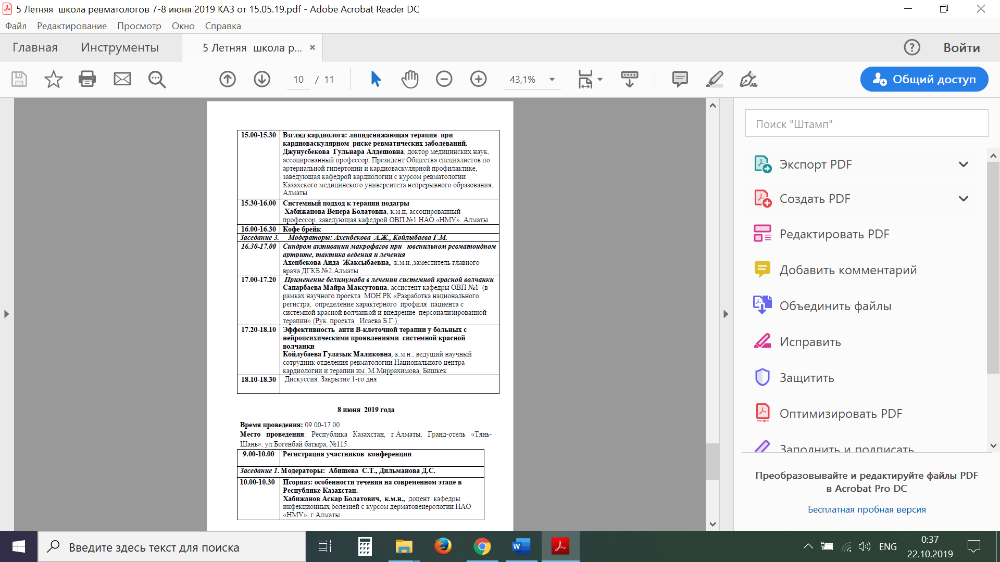 5 Летняя  школа ревматологов 7-8 июня 2019 КАЗ от 15.05.19.pdf - Adobe Acrobat Reader DC
Файл Редактирование Просмотр Окно Справка
Главная Инструменты 5 Летняя  школа р... × ? Войти
10 / 11 43,1% Общий доступ
15.00-15.30 Взгляд кардиолога: липидснижающая терапия  при
кардиоваскулярном  риске ревматических заболеваний.
Джунусбекова  Гульнара Алдешовна, доктор медицинских наук,
ассоциированный профессор, Президент Общества специалистов по
артериальной гипертонии и кардиоваскулярной профилактике,
заведующая кафедрой кардиологии с курсом ревматологии
Казахского медицинского университета непрерывного образования,
Алматы
15.30-16.00 Системный подход к терапии подагры
Хабижанова Венера Болатовна, к.м.н, ассоцированный
профессор, заведующая кафедрой ОВП №1 НАО «НМУ», Алматы
16.00-16.30 Кофе брейк
Заседание 3.    Модераторы: Ахенбекова  А.Ж., Койлыбаева Г.М.
16.30-17.00 Синдром активации макрофагов при   ювенильном ревматоидном
артрите, тактика ведения и лечения
Ахенбекова Аида  Жаксыбаевна,  к.м.н.,заместитель главного
врача ДГКБ №2,Алматы
17.00-17.20 Применение белимумаба в лечении системной красной волчанки
Сапарбаева Майра Максутовна, ассистент кафедры ОВП №1  (в
рамках научного проекта  МОН РК «Разработка национального
регистра,  определение характерного  профиля  пациента с
системной красной волчанкой и внедрение  персонализированной
терапии» (Рук. проекта.  Исаева Б.Г.)
17.20-18.10 Эффективность  анти В-клеточной терапии у больных с
нейропсихическими проявлениями  системной красной
волчанки
Койлубаева Гулазык Маликовна, к.м.н., ведущий научный
сотрудник отделения ревматологии Национального центра
кардиологии и терапии им. М.Миррахимова, Бишкек
18.10-18.30 Дискуссия. Закрытие 1-го дня
8 июня  2019 года
Время проведения: 09.00-17.00
Место проведения: Республика Казахстан, г.Алматы, Гранд-отель «Тянь-
Шань», ул.Богенбай батыра, №115.
9.00-10.00 Регистрация участников  конференции
Заседание 1. Модераторы:  Абишева  С.Т., Дильманова Д.С.
10.00-10.30 Псориаз: особенности течения на современном этапе в
Республике Казахстан.
Хабижанов Аскар Болатович,  к.м.н.,  доцент  кафедры
инфекционных болезней с курсом дерматовенерологии НАО
«НМУ», г.Алматы
Поиск "Штамп"
Экспорт PDF
Создать PDF
Редактировать PDF
Добавить комментарий
Объединить файлы
Исправить
Защитить
Оптимизировать PDF
Заполнить и подписать
Преобразовывайте и редактируйте файлы PDF
в Acrobat Pro DC
Бесплатная пробная версия
Введите здесь текст для поиска
ENG
0:37
22.10.2019